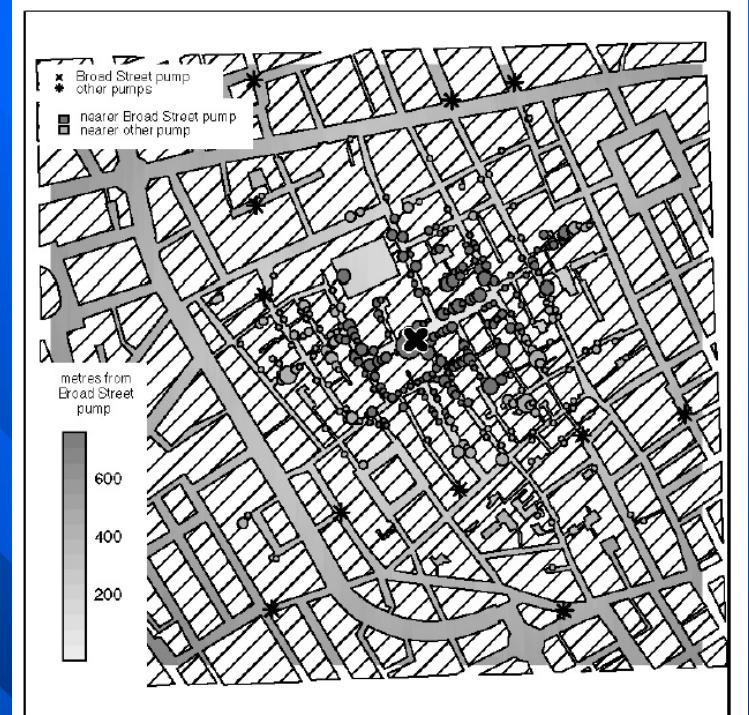 Broad Street pump
other pumps
nearer Broad Street pump
nearer other pump
metres from
Broad Street
pump
600
400
200